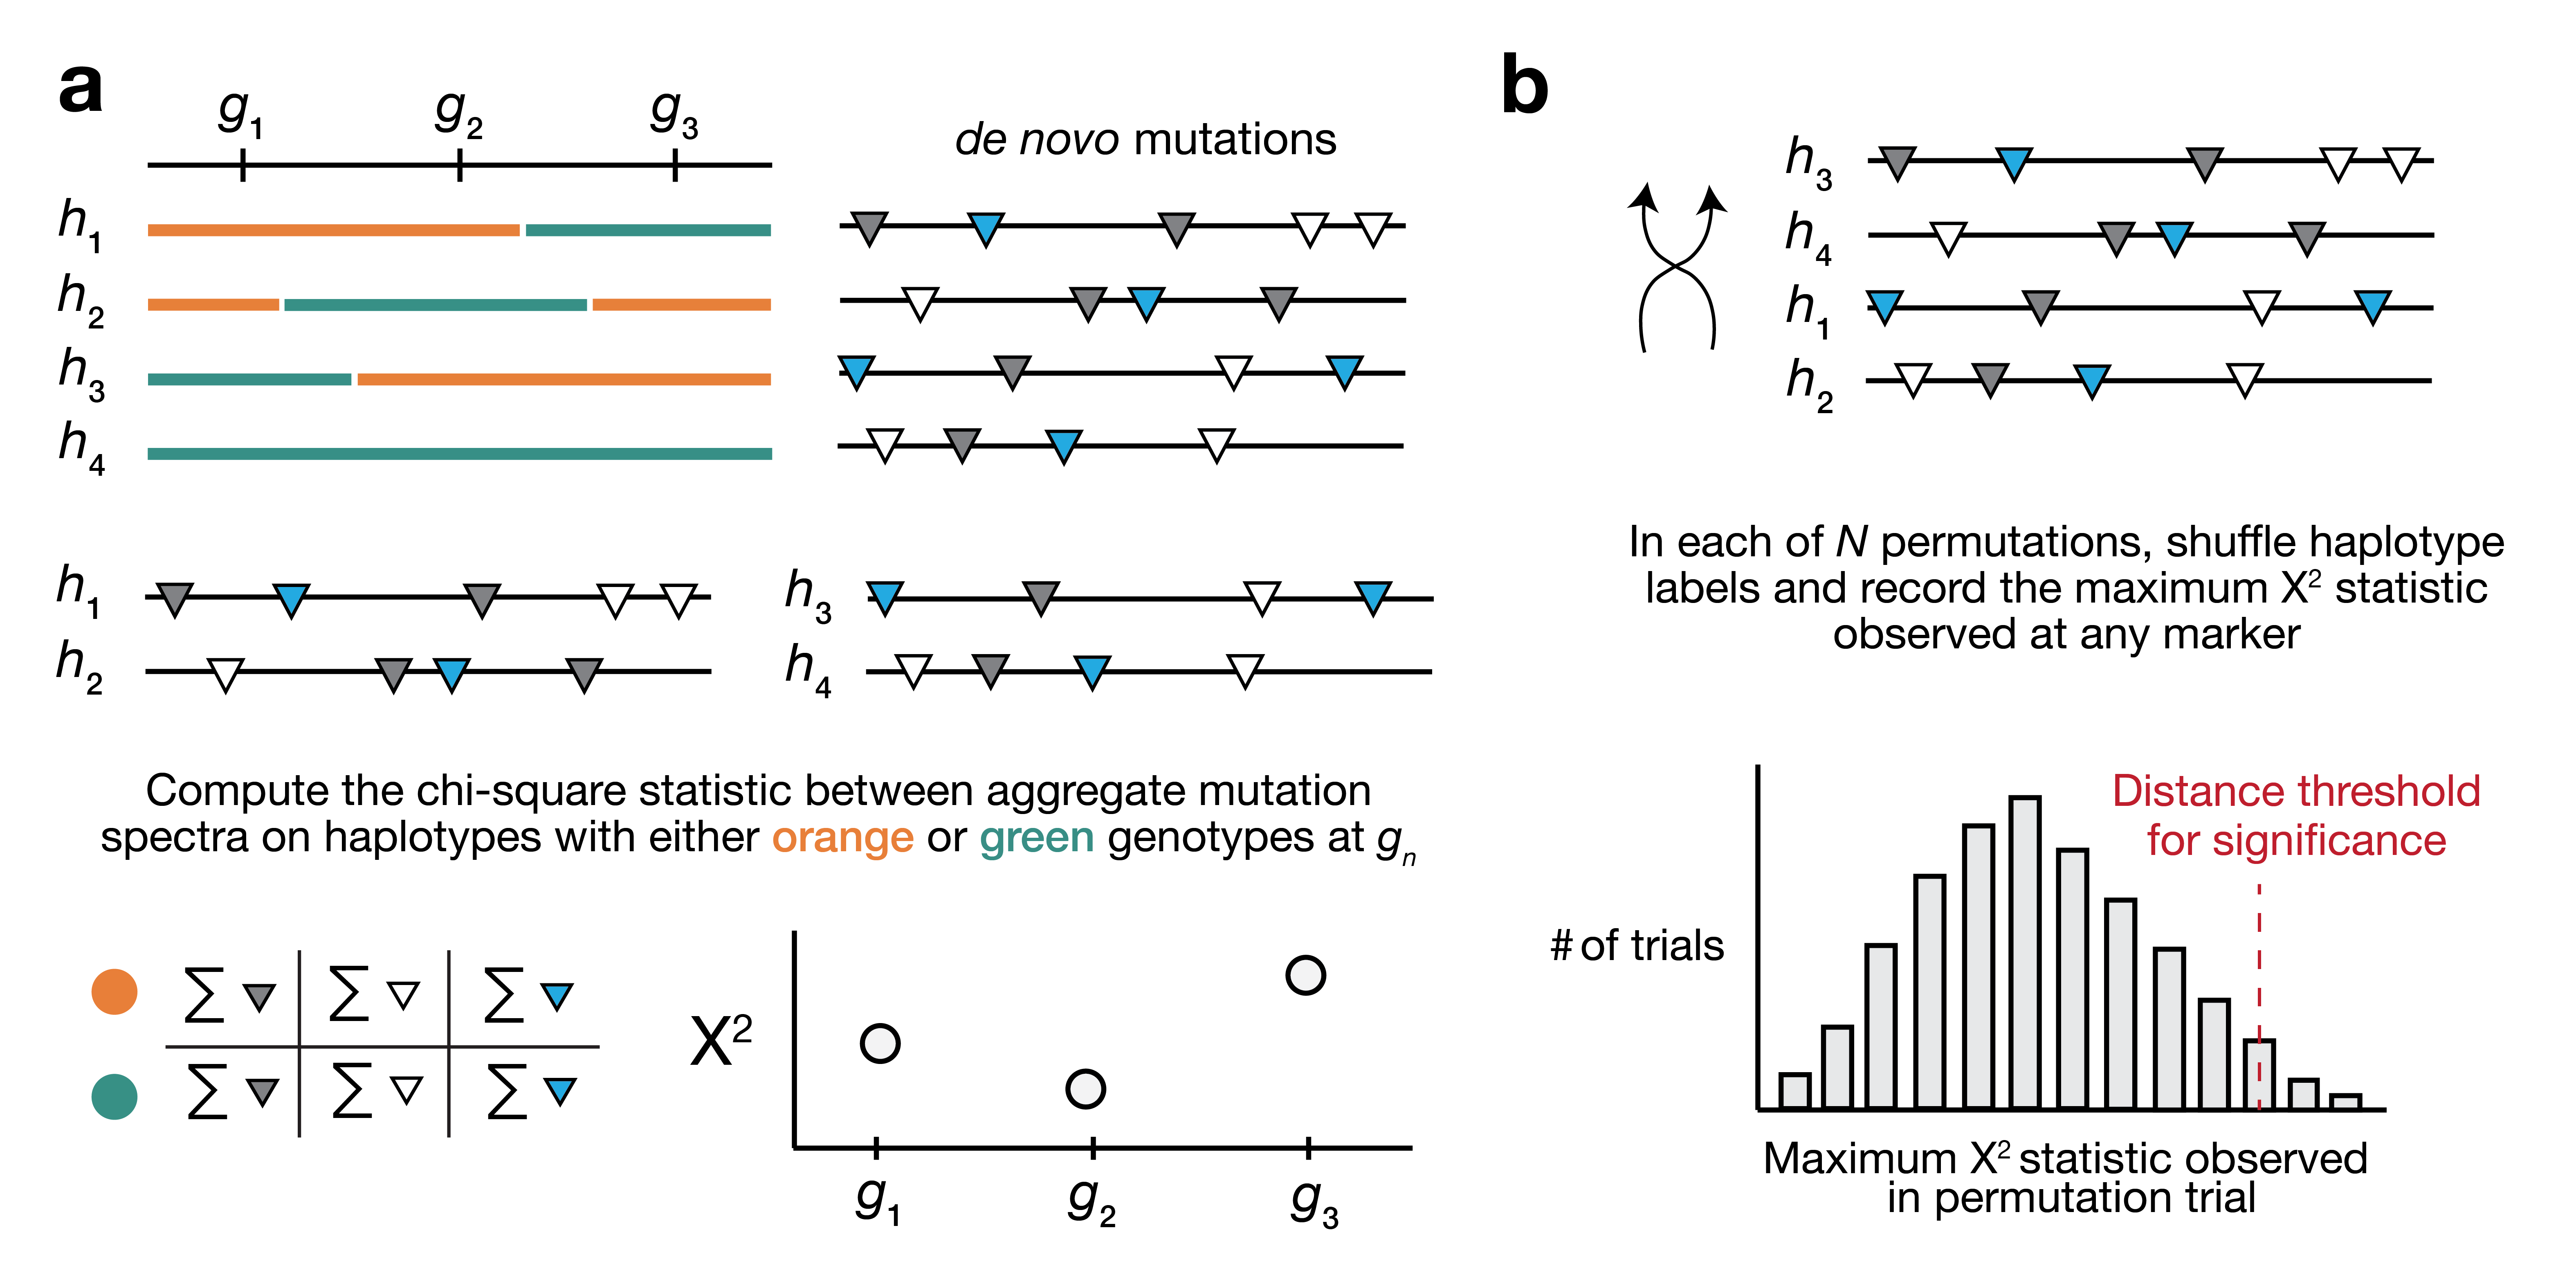 a
g1 g2 g3
de novo mutations
h1
h2
h3
h4
h1
h2
h3
h4
Compute the chi-square statistic between aggregate mutation
spectra on haplotypes with either orange or green genotypes at gn
∑ ∑ ∑
∑ ∑ ∑
X2
g1 g2 g3
b
h3
h4
h1
h2
In each of N permutations, shuffle haplotype
labels and record the maximum X2 statistic
observed at any marker
Distance threshold
for significance
# of trials
Maximum X2 statistic observed
in permutation trial